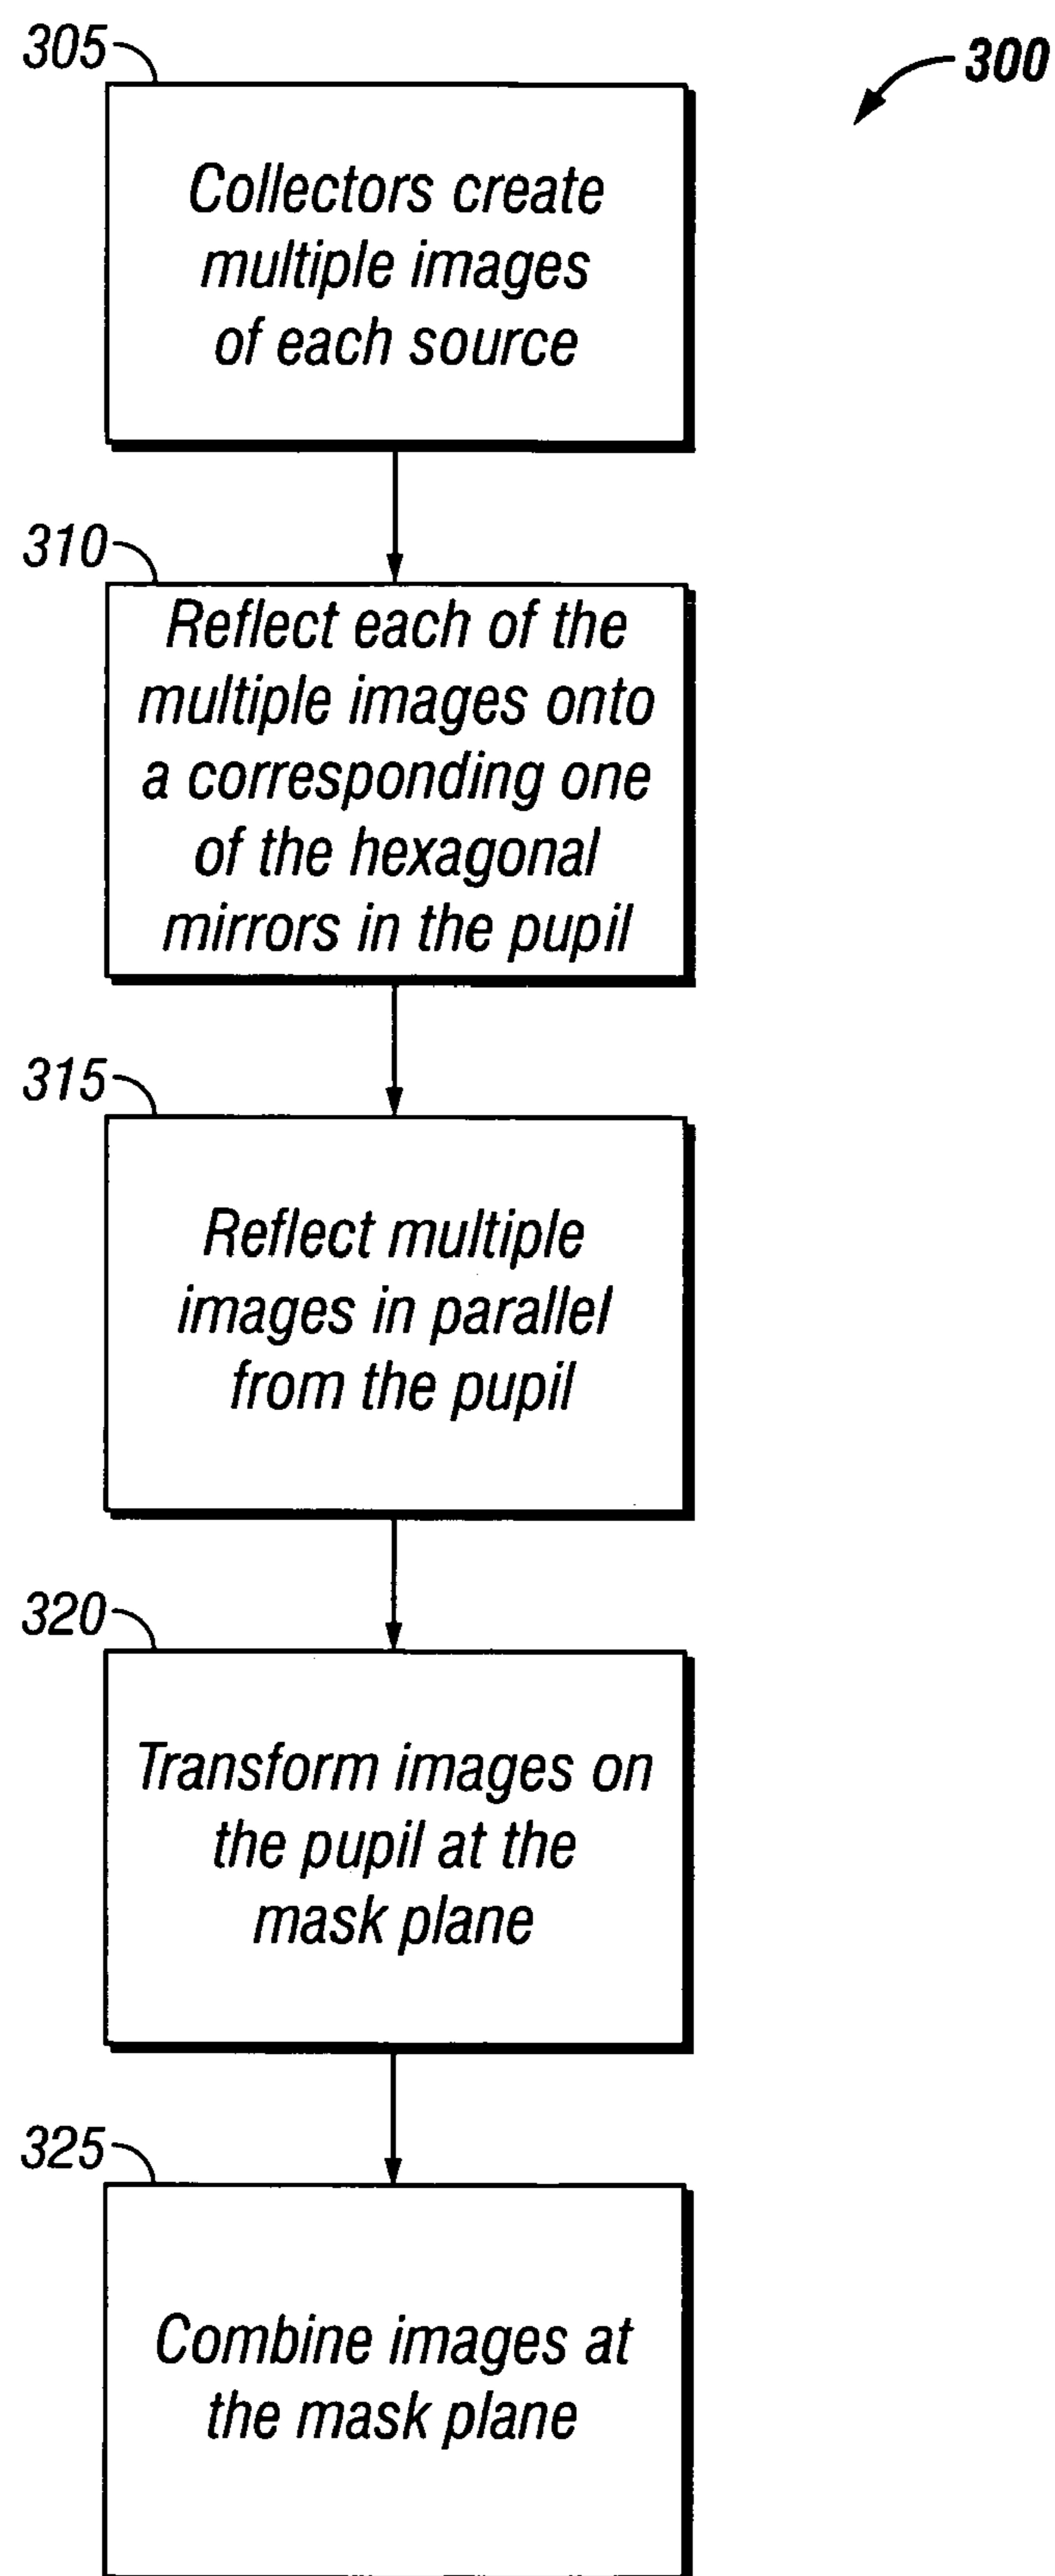 305
300
Collectors create
multiple images
of each source
310
Reflect each of the
multiple images onto
a corresponding one
of the hexagonal
mirrors in the pupil
315
Reflect multiple
images in parallel
from the pupil
320
Transform images on
the pupil at the
mask plane
325
Combine images at
the mask plane